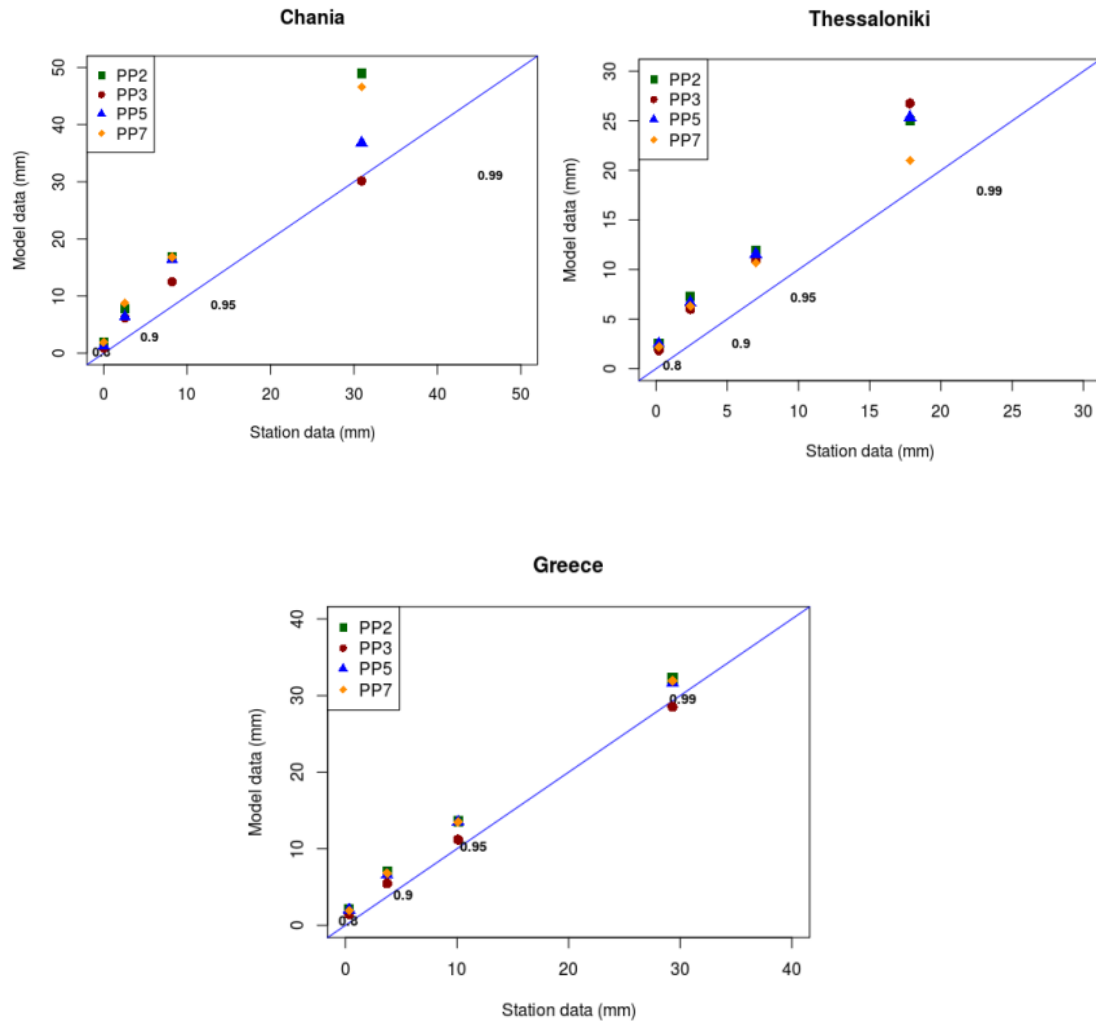 Chania
PP2
PP3
PP5
PP7
Model data (mm)
50
40
30
20
10
0
0.8
0.9
0.95
0.99
0 10 20 30 40 50
Station data (mm)
Thessaloniki
PP2
PP3
PP5
PP7
Model data (mm)
30
25
20
15
10
5
0
0.8
0.9
0.95
0.99
0 5 10 15 20 25 30
Station data (mm)
Greece
PP2
PP3
PP5
PP7
Model data (mm)
40
30
20
10
0
0.8
0.9
0.95
0.99
0 10 20 30 40
Station data (mm)